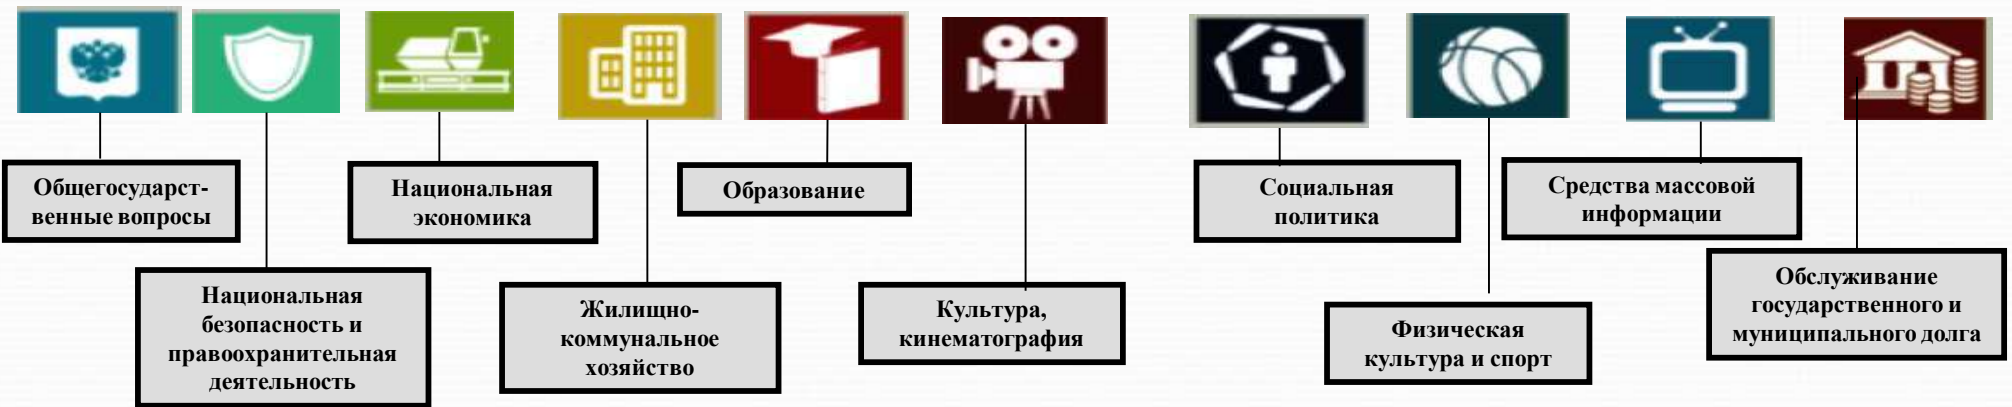 Общегосударст-
венные вопросы
Национальная
безопасность и
правоохранительная
деятельность
Национальная
экономика
Жилищно-
коммунальное
хозяйство
Образование
Культура,
кинематография
Социальная
политика
Физическая
культура и спорт
Средства массовой
информации
Обслуживание
государственного и
муниципального долга